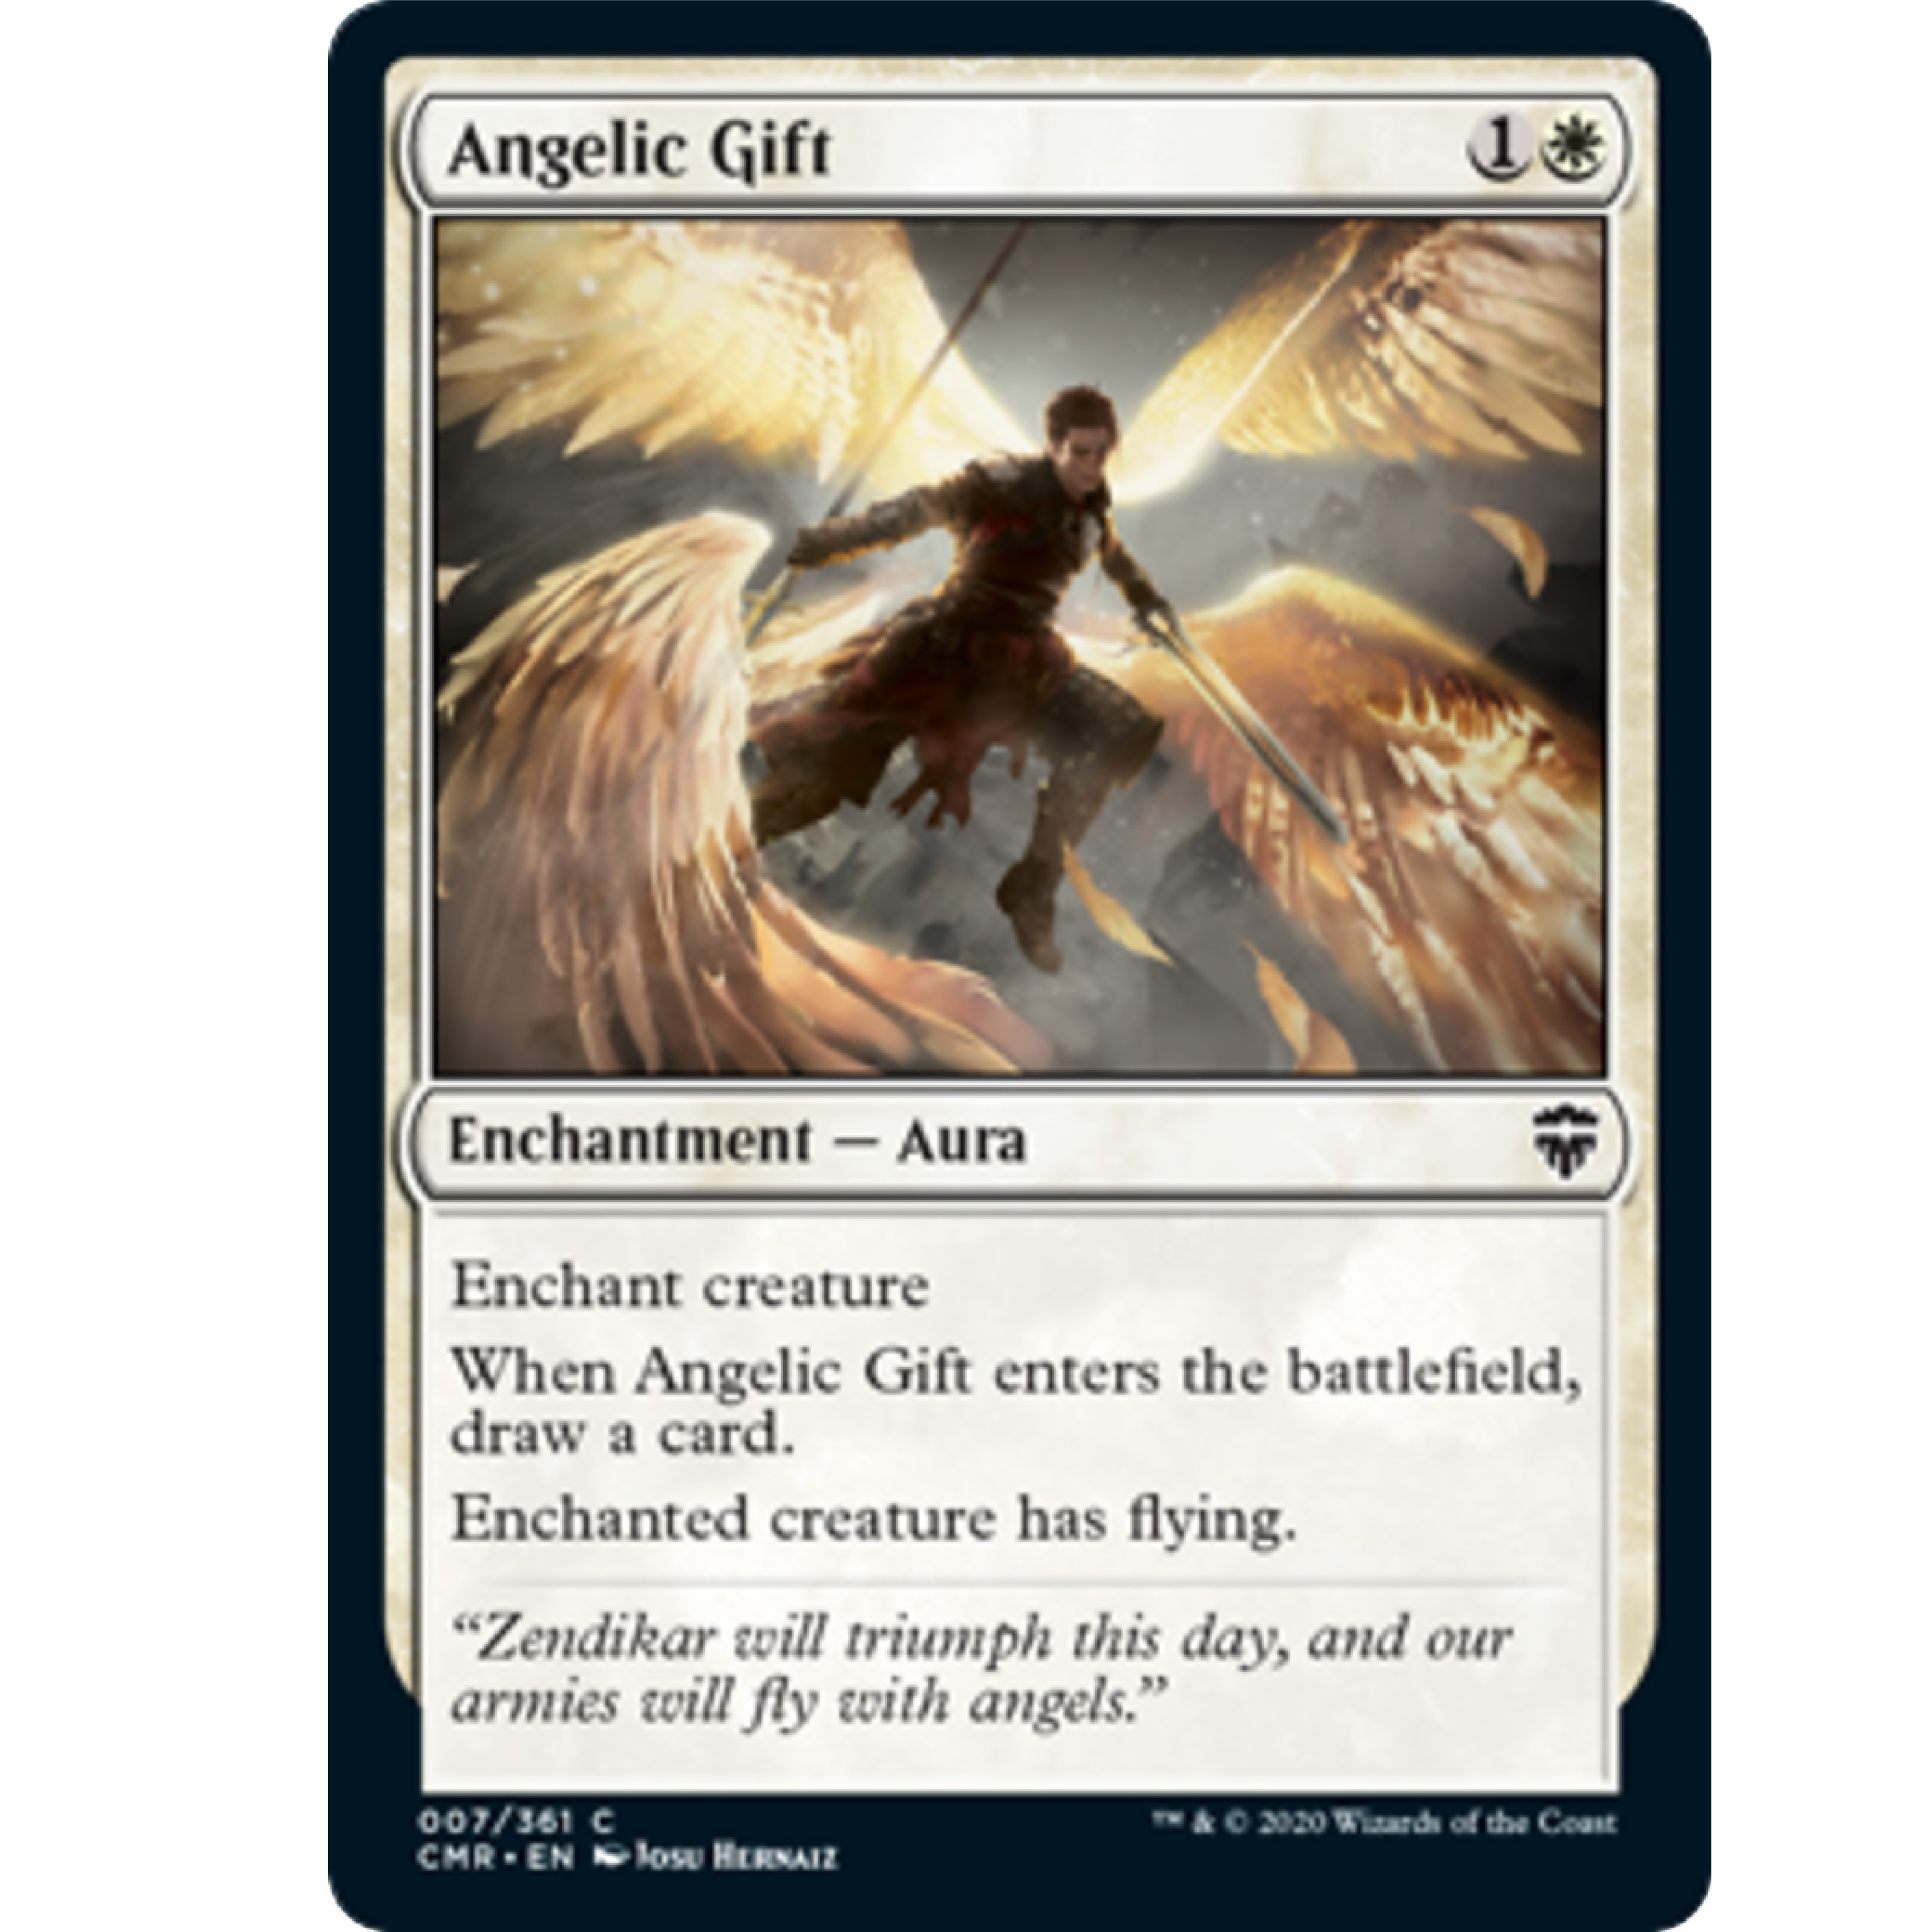 Angelic Gift 1
Enchantment — Aura
Enchant creature
When Angelic Gift enters the battlefield,
draw a card.
Enchanted creature has flying.
“Zendikar will triumph this day, and our
armies will fly with angels.”
007/361 C
™ & © 2020 Wizards of the Coast
CMR • EN Josu Hernaiz